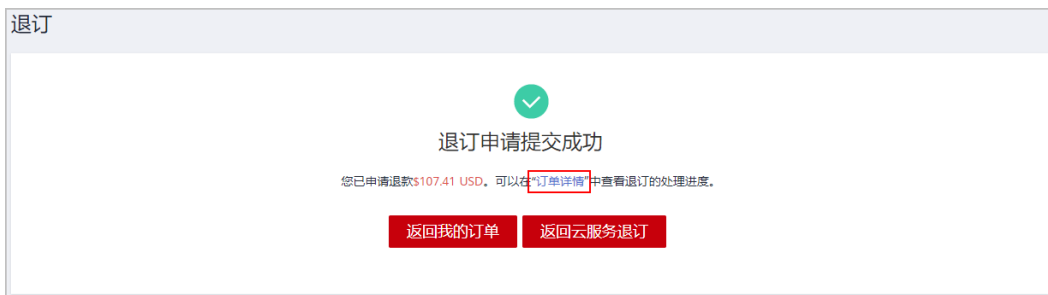 退订
退订申请提交成功
您已申请退款$107.41 USD。可以在“订单详情”中查看退订的处理进度。
返回我的订单 返回云服务退订